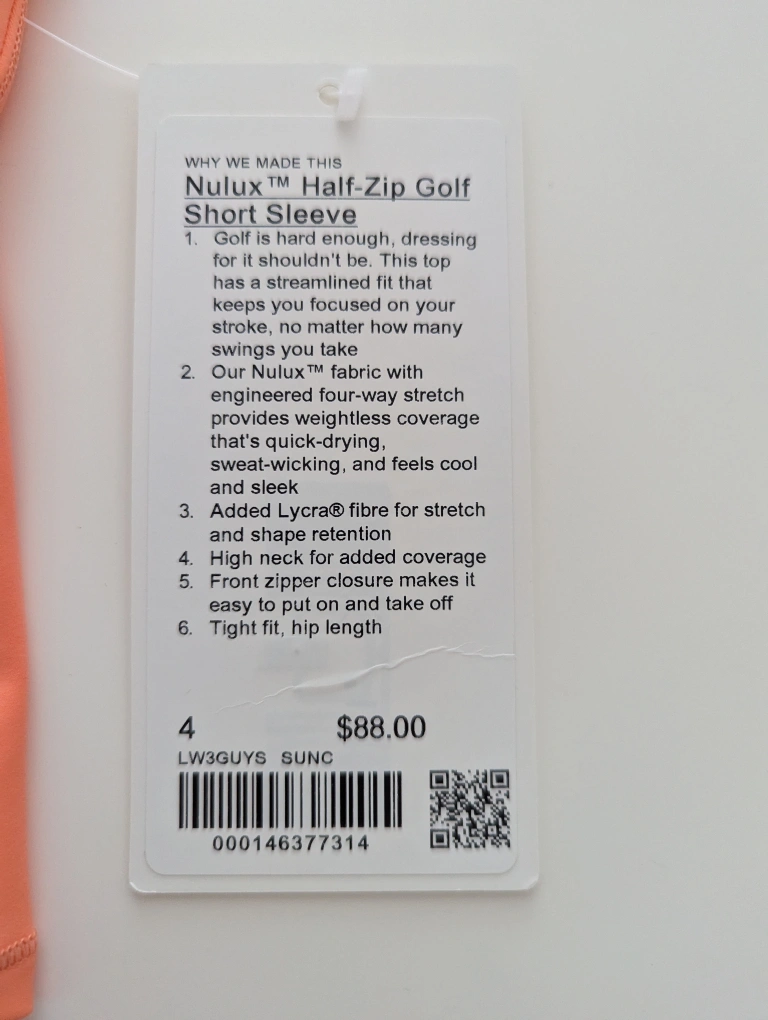 WHY WE MADE THIS
Nulux™ Half-Zip Golf
Short Sleeve
1. Golf is hard enough, dressing
for it shouldn't be. This top
has a streamlined fit that
keeps you focused on your
stroke, no matter how many
swings you take
2. Our Nulux™ fabric with
engineered four-way stretch
provides weightless coverage
that's quick-drying,
sweat-wicking, and feels cool
and sleek
3. Added Lycra® fibre for stretch
and shape retention
4. High neck for added coverage
5. Front zipper closure makes it
easy to put on and take off
6. Tight fit, hip length
4 $88.00
LW3GUYS SUNC
000146377314